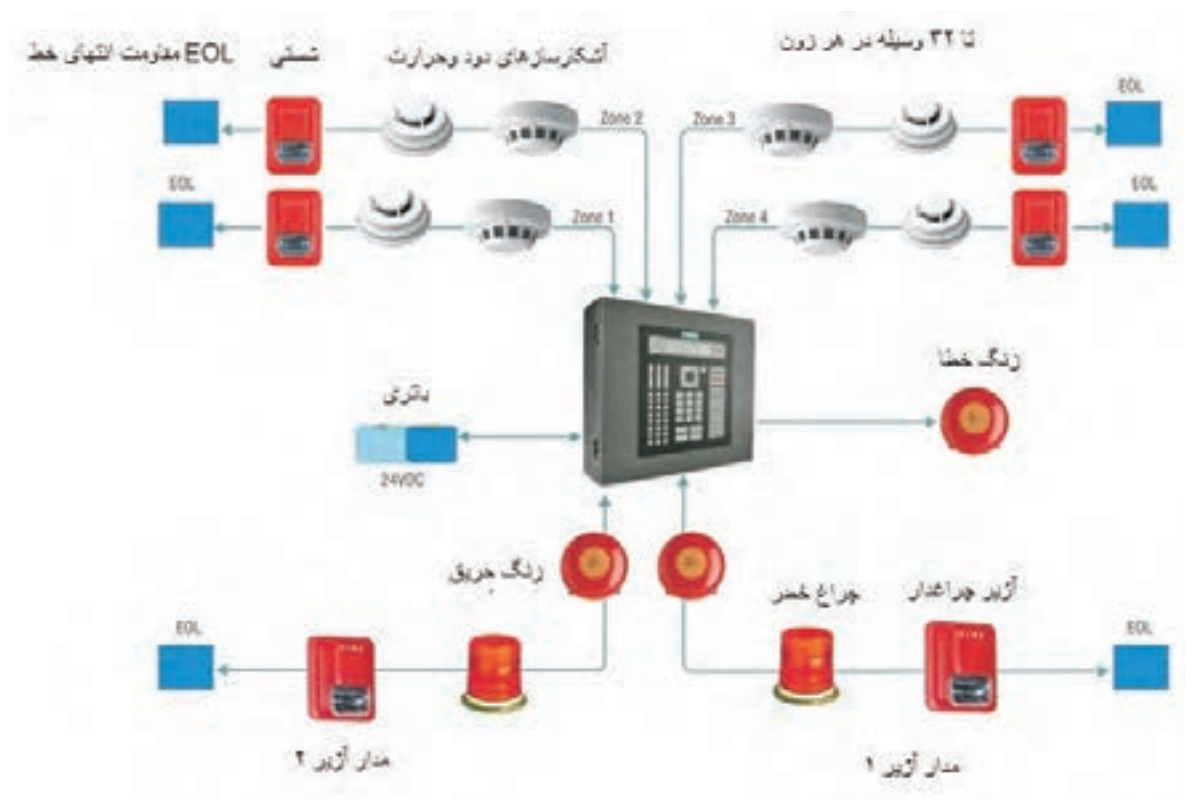 تا ۳۲ وسیله در هر زون
آشکارسازهای دود وحرارت
شستی
EOL مقاومت انتهای خط
EOL
Zone 2
Zone 3
EOL
EOL
Zone 1
Zone 4
زنگ خطا
باتری
24VDC
زنگ حریق
چراغ خطر
آژیر چراغدار
EOL
FIRE
EOL
مدار آژیر ۲
مدار آژیر ۱